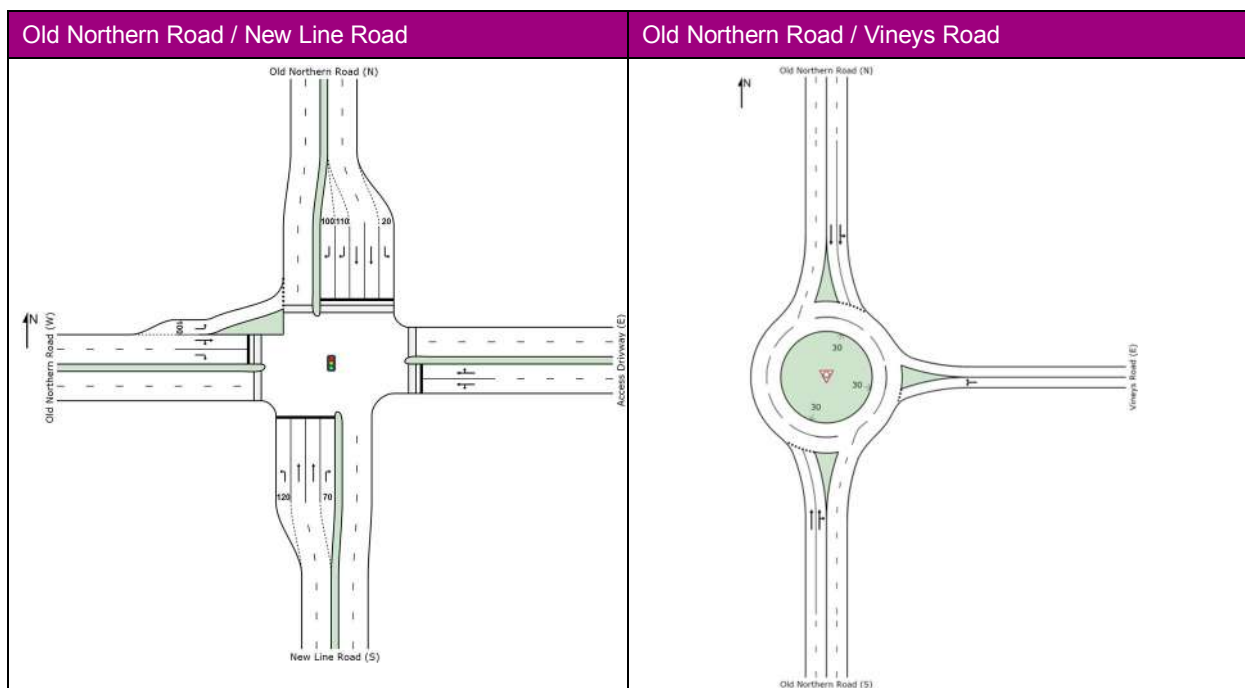 Old Northern Road / New Line Road
Old Northern Road (N)
N
100 110 20
100
N
Old Northern Road (W)
Access Drivway (E)
120 70
New Line Road (S)
Old Northern Road / Vineys Road
Old Northern Road (N)
N
30
30
30
Vineys Road (E)
Old Northern Road (S)